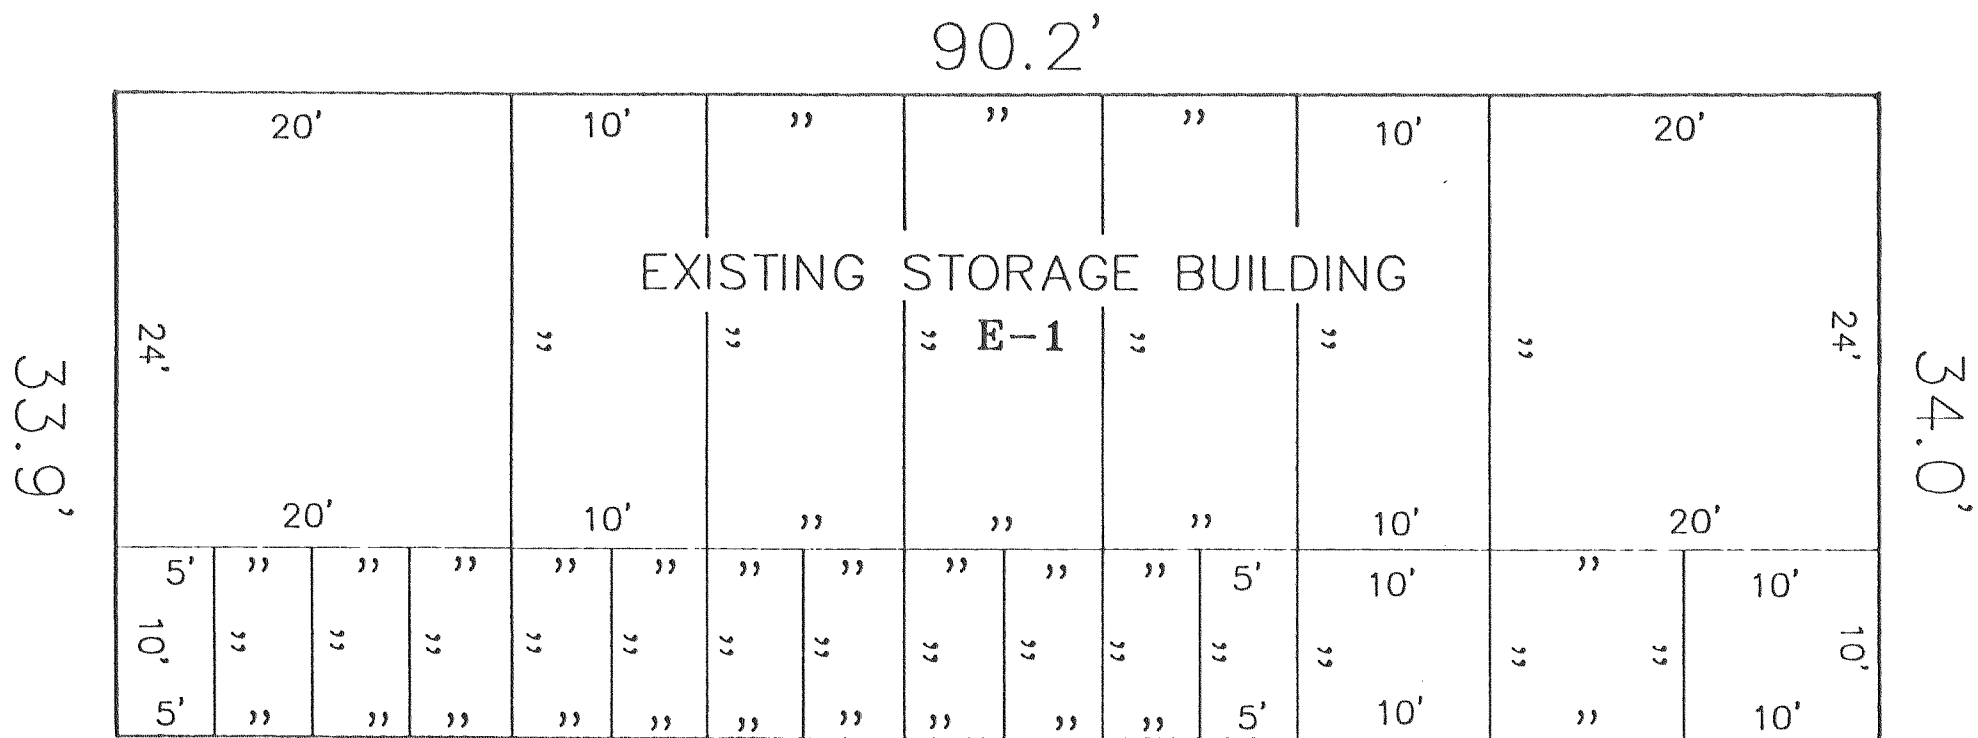 90.2'
20' 10' " " " 10' 20'
EXISTING STORAGE BUILDING
E-1
24' " " " " " " 24'
33.9'
34.0'
20' 10' " " " 10' 20'
5' " " " " " " " " " " 5' 10' " 10'
10' " " " " " " " " " " " " " " 10'
5' " " " " " " " " " " 5' 10' " 10'